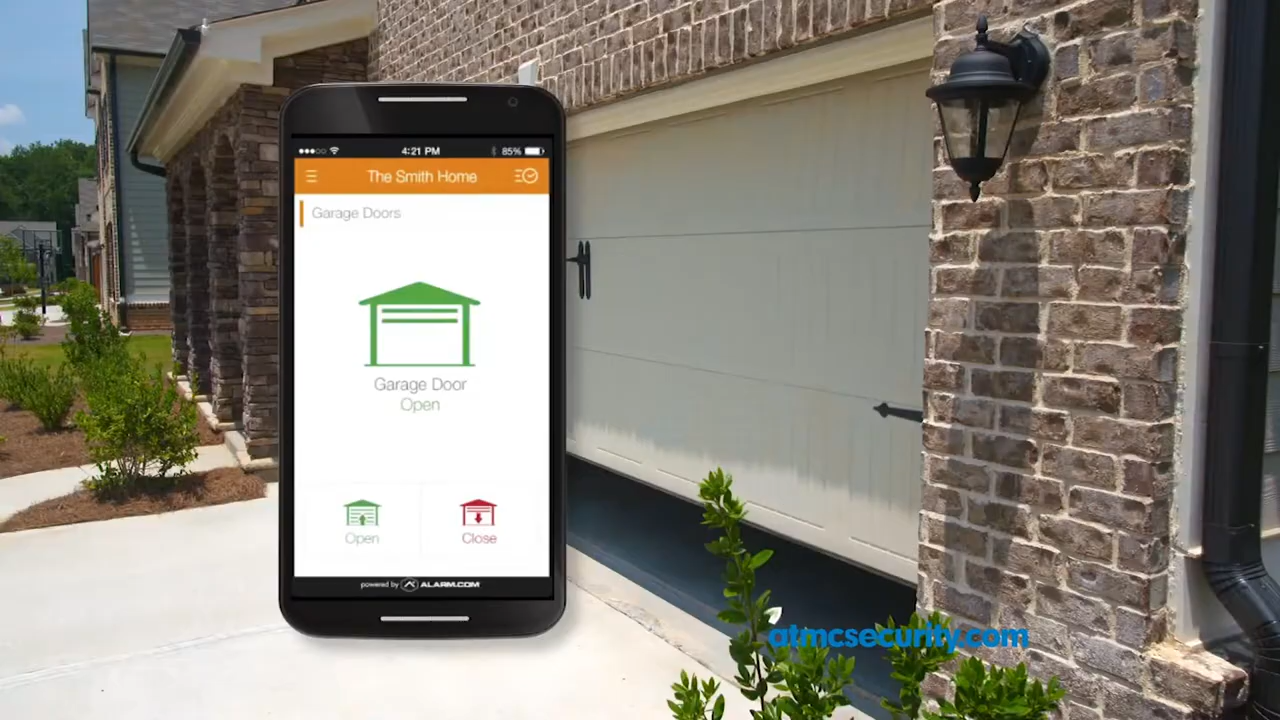 4:21 PM
85%
The Smith Home
Garage Doors
Garage Door
Open
Open
Close
powered by ALARM.COM
atmcsecurity.com